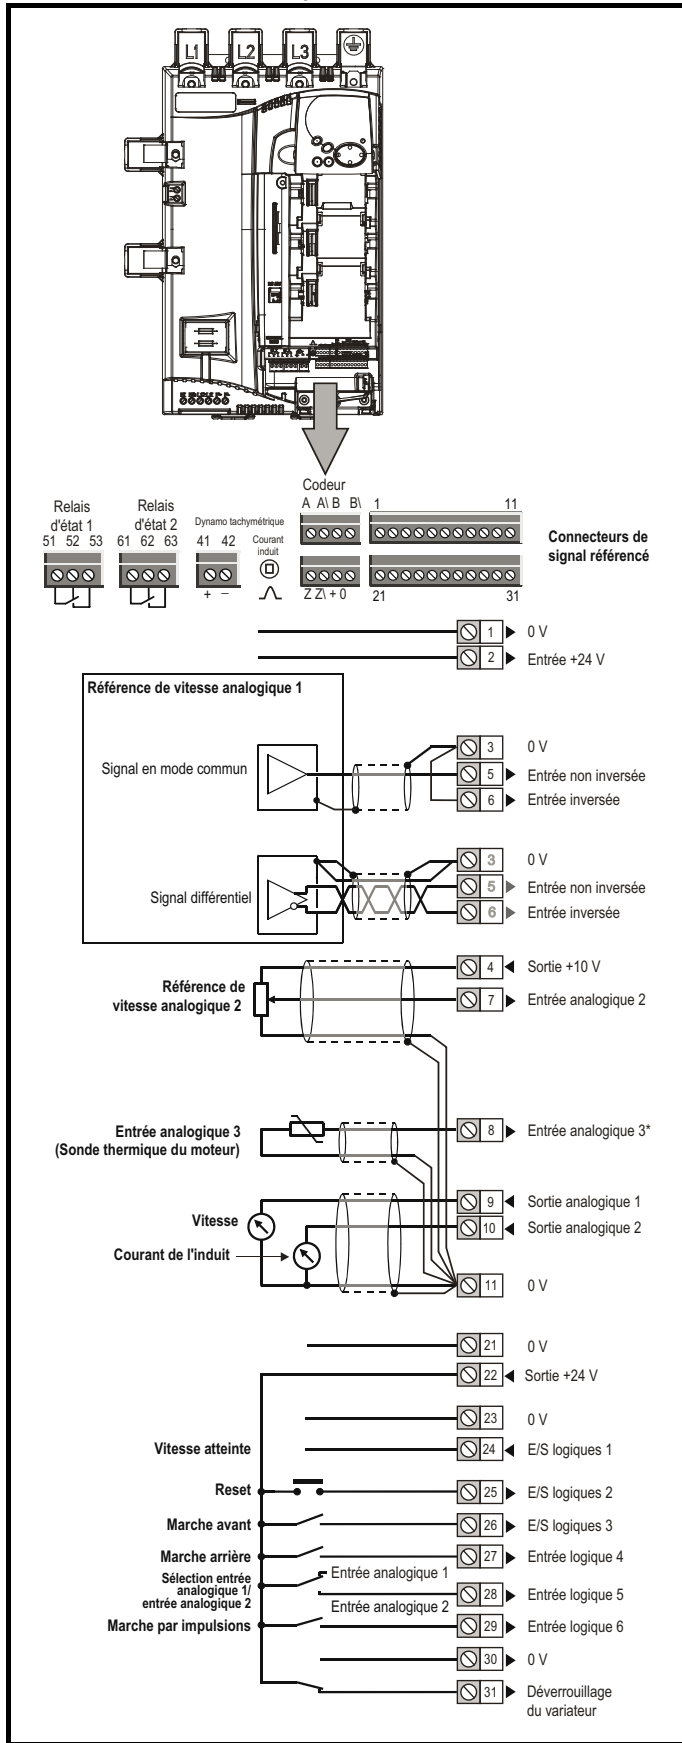 L1 L2 L3
Codeur
A A\ B B\ 1 11
Relais d'état 1
51 52 53
Relais d'état 2
61 62 63
Dynamo tachymétrique
41 42
+ –
Courant induit
Z Z\ + 0 21 31
Connecteurs de signal référencé
1 0 V
2 Entrée +24 V
Référence de vitesse analogique 1
3 0 V
Signal en mode commun 5 Entrée non inversée
6 Entrée inversée
3 0 V
Signal différentiel 5 Entrée non inversée
6 Entrée inversée
4 Sortie +10 V
Référence de vitesse analogique 2 7 Entrée analogique 2
Entrée analogique 3 8 Entrée analogique 3*
(Sonde thermique du moteur)
9 Sortie analogique 1
Vitesse 10 Sortie analogique 2
Courant de l'induit
11 0 V
21 0 V
22 Sortie +24 V
23 0 V
Vitesse atteinte 24 E/S logiques 1
Reset 25 E/S logiques 2
Marche avant 26 E/S logiques 3
Marche arrière 27 Entrée logique 4
Sélection entrée analogique 1/ entrée analogique 2
Entrée analogique 1
28 Entrée logique 5
Entrée analogique 2
Marche par impulsions 29 Entrée logique 6
30 0 V
31 Déverrouillage du variateur